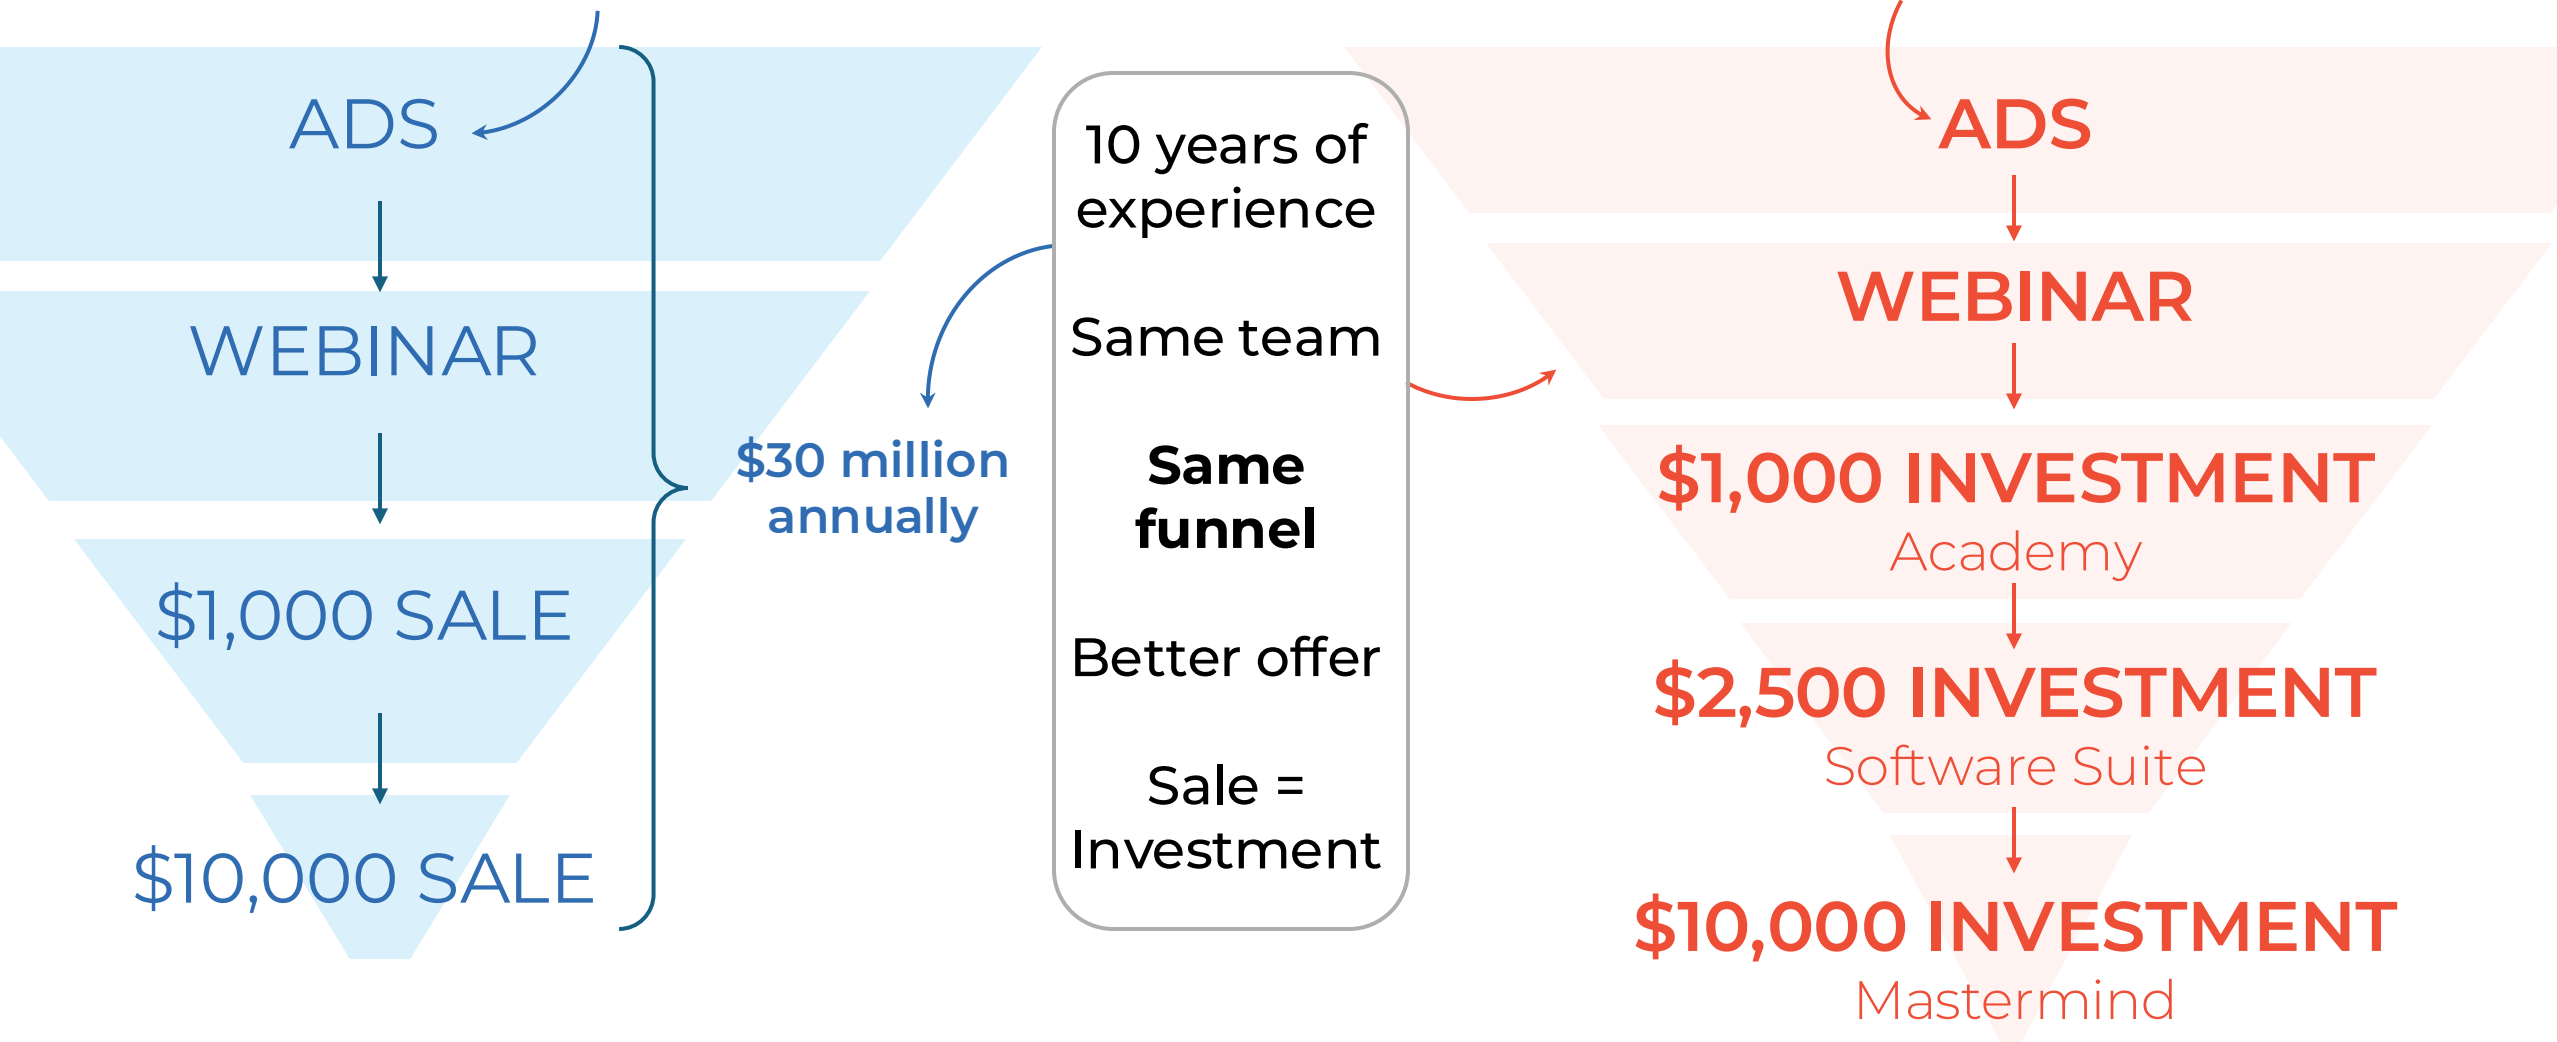 ADS
WEBINAR
$1,000 SALE
$10,000 SALE
$30 million
annually
10 years of
experience
Same team
Same
funnel
Better offer
Sale =
Investment
ADS
WEBINAR
$1,000 INVESTMENT
Academy
$2,500 INVESTMENT
Software Suite
$10,000 INVESTMENT
Mastermind